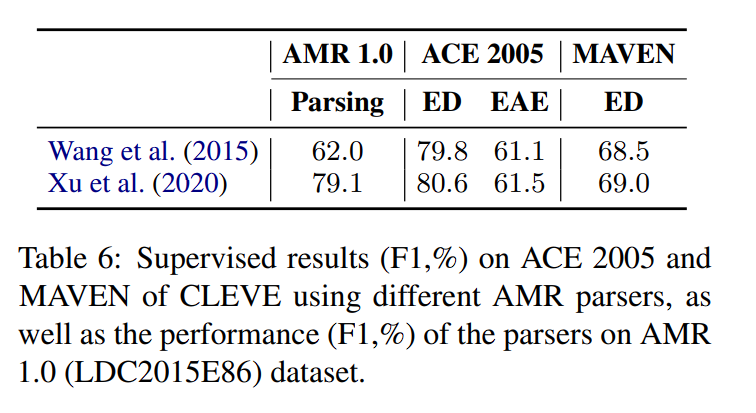 AMR 1.0 ACE 2005 MAVEN
Parsing ED EAE ED
Wang et al. (2015) 62.0 79.8 61.1 68.5
Xu et al. (2020) 79.1 80.6 61.5 69.0
Table 6: Supervised results (F1,%) on ACE 2005 and
MAVEN of CLEVE using different AMR parsers, as
well as the performance (F1,%) of the parsers on AMR
1.0 (LDC2015E86) dataset.